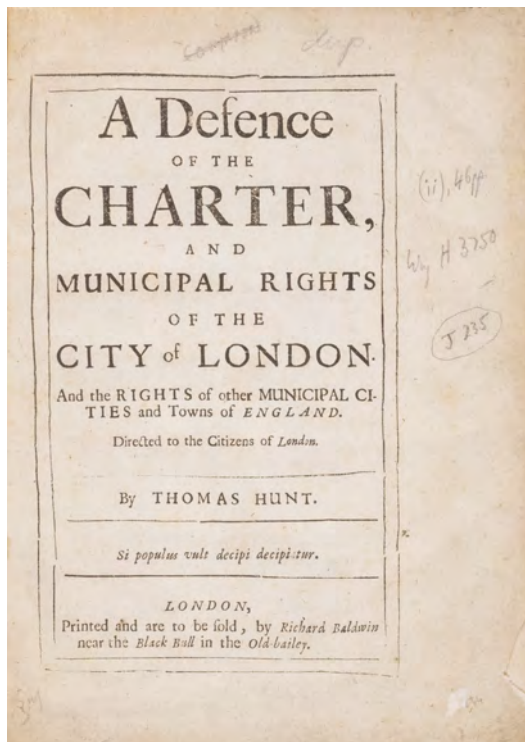 common
dup.
A Defence
OF THE
CHARTER,
AND
MUNICIPAL RIGHTS
OF THE
CITY of LONDON.
And the RIGHTS of other MUNICIPAL CI-
TIES and Towns of ENGLAND.
Directed to the Citizens of London.
By THOMAS HUNT.
Si populus vult decipi decipiatur.
LONDON,
Printed and are to be ſold, by Richard Baldwin
near the Black Bull in the Old-bailey.
(ii), 46pp
Wing H 3750
J 235